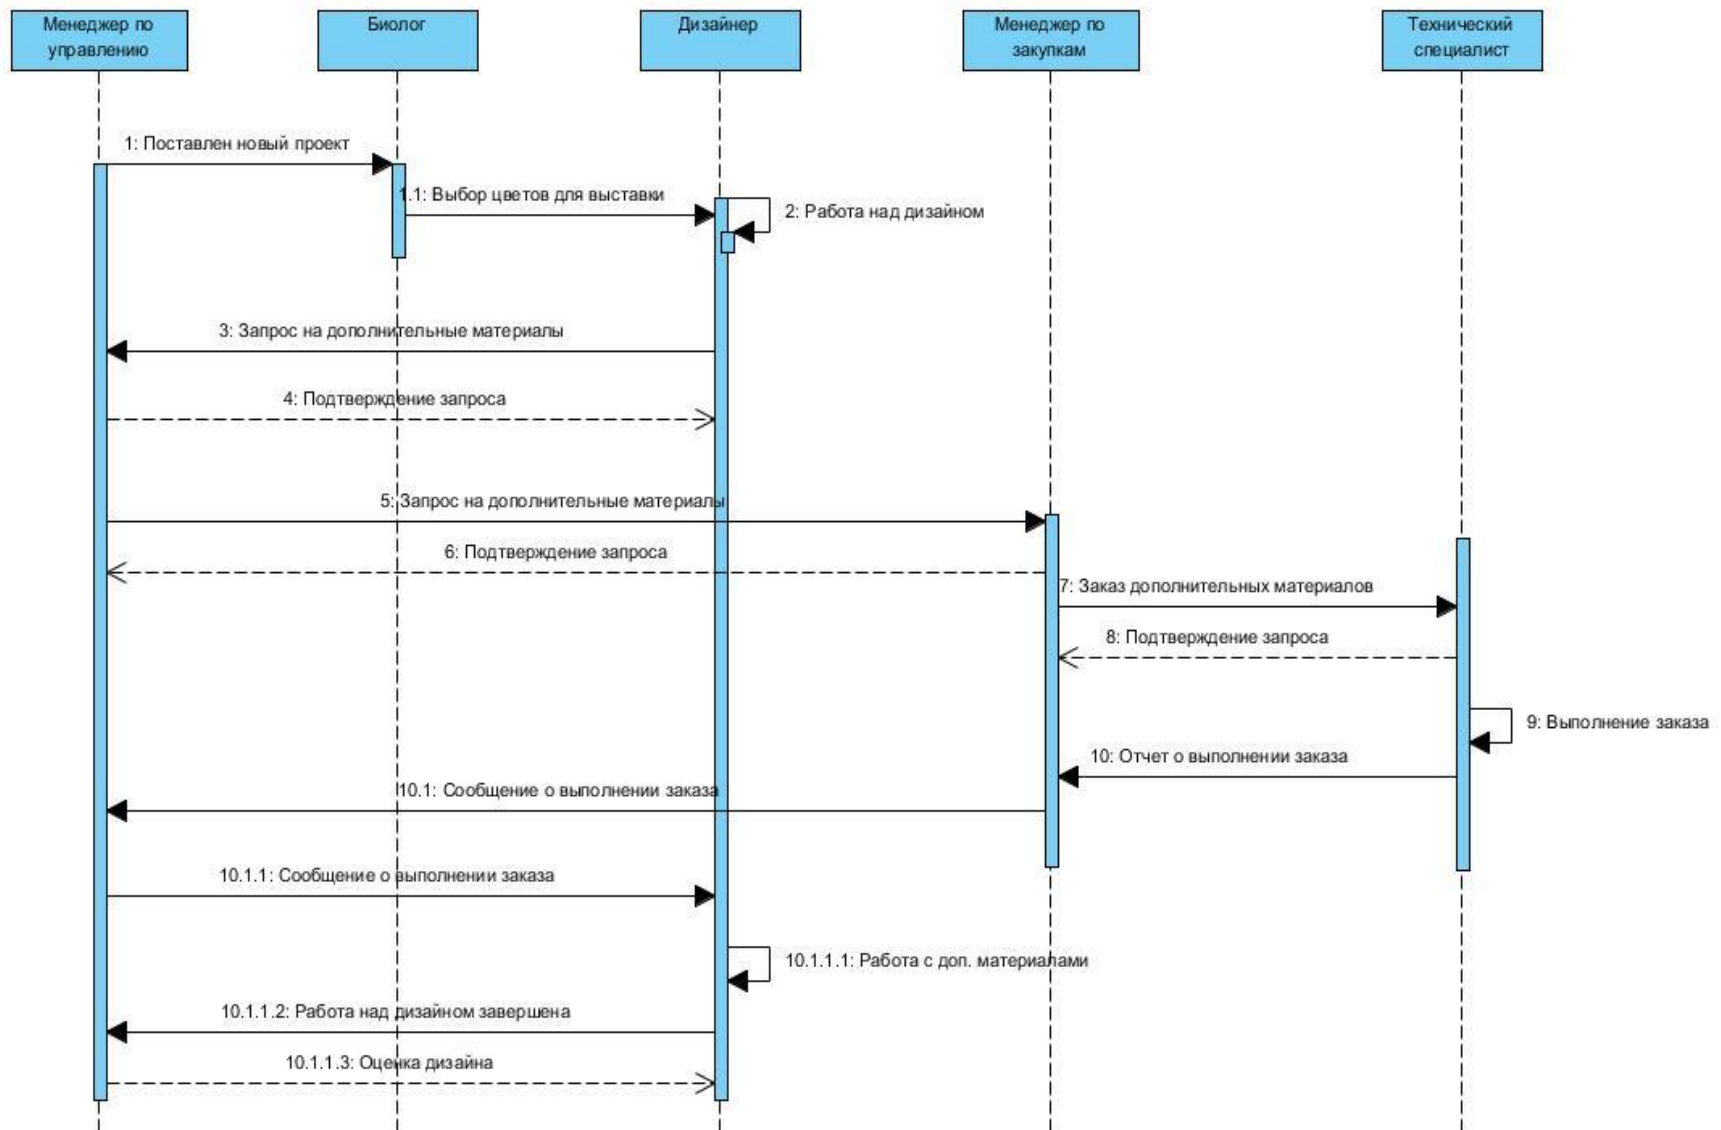 Менеджер по
управлению
Биолог
Дизайнер
Менеджер по
закупкам
Технический
специалист
1: Поставлен новый проект
1.1: Выбор цветов для выставки
2: Работа над дизайном
3: Запрос на дополнительные материалы
4: Подтверждение запроса
5: Запрос на дополнительные материалы
6: Подтверждение запроса
7: Заказ дополнительных материалов
8: Подтверждение запроса
9: Выполнение заказа
10: Отчет о выполнении заказа
10.1: Сообщение о выполнении заказа
10.1.1: Сообщение о выполнении заказа
10.1.1.1: Работа с доп. материалами
10.1.1.2: Работа над дизайном завершена
10.1.1.3: Оценка дизайна